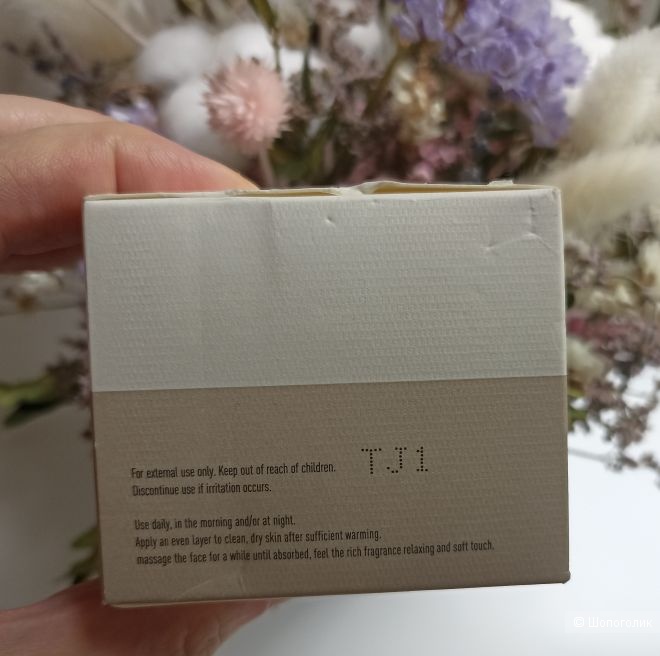 For external use only. Keep out of reach of children.
TJ1
Discontinue use if irritation occurs.
Use daily, in the morning and/or at night.
Apply an even layer to clean, dry skin after sufficient warming.
massage the face for a while until absorbed, feel the rich fragrance relaxing and soft touch.
© Шопоголик